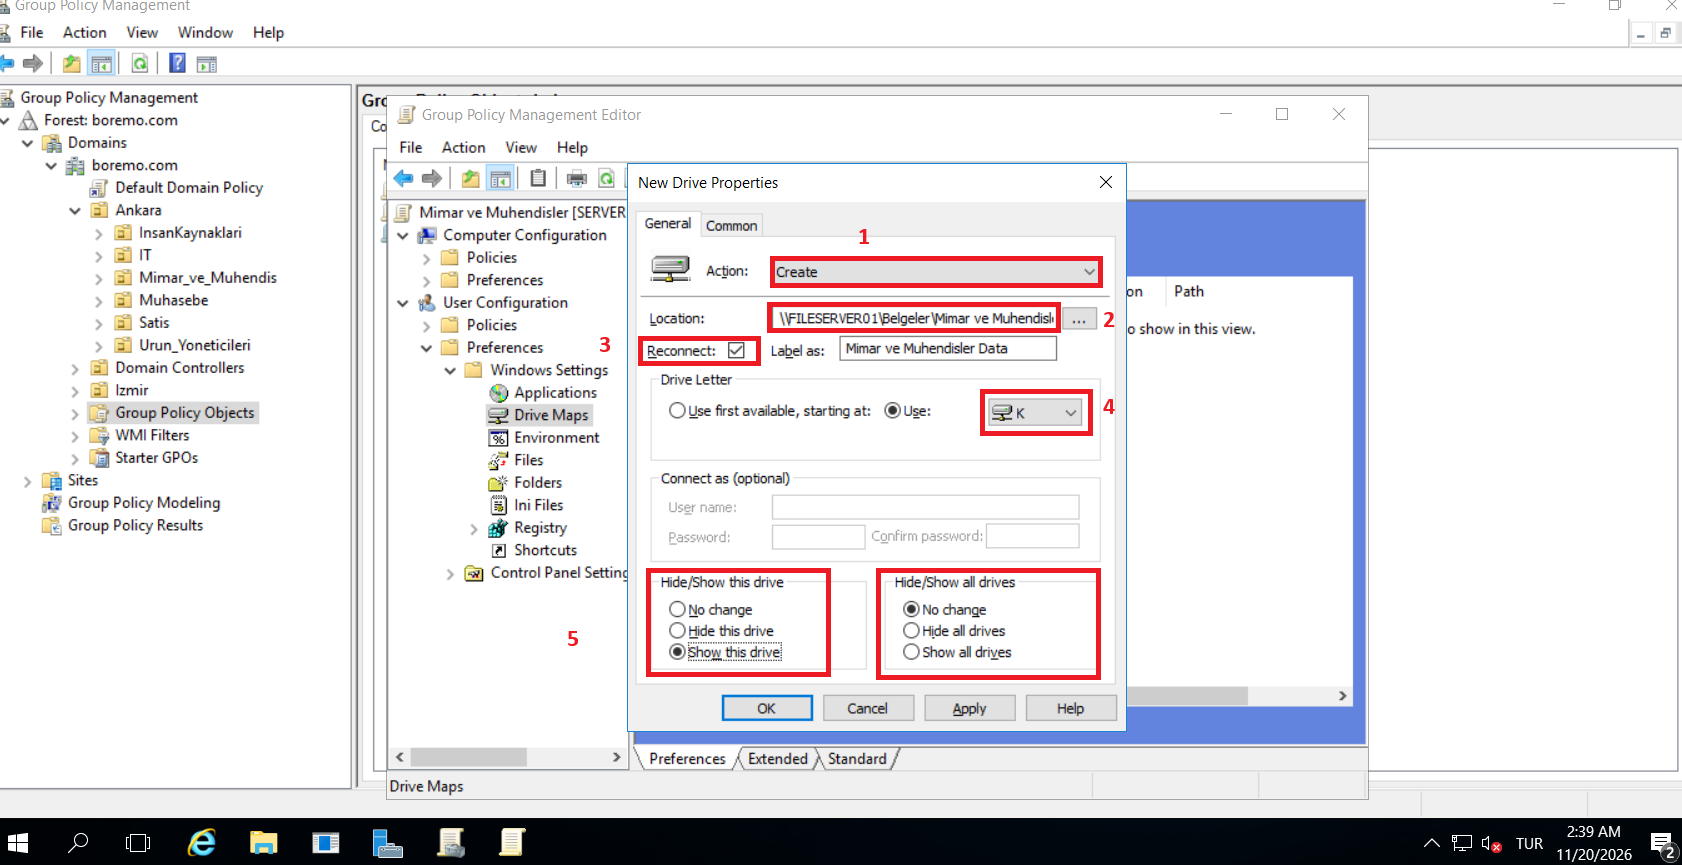 Group Policy Management
File Action View Window Help
Group Policy Management
Forest: boremo.com
Domains
boremo.com
Default Domain Policy
Ankara
InsanKaynaklari
IT
Mimar_ve_Muhendis
Muhasebe
Satis
Urun_Yoneticileri
Domain Controllers
Izmir
Group Policy Objects
WMI Filters
Starter GPOs
Sites
Group Policy Modeling
Group Policy Results
Group Policy Management Editor
File Action View Help
Mimar ve Muhendisler [SERVER
Computer Configuration
Policies
Preferences
User Configuration
Policies
Preferences
Windows Settings
Applications
Drive Maps
Environment
Files
Folders
Ini Files
Registry
Shortcuts
Control Panel Setting
New Drive Properties
General Common
1
Action: Create
Location: \\FILESERVER01\Belgeler\Mimar ve Muhendisl ... 2
3 Reconnect: Label as: Mimar ve Muhendisler Data
Drive Letter
Use first available, starting at: Use: K 4
Connect as (optional)
User name:
Password: Confirm password:
Hide/Show this drive Hide/Show all drives
No change No change
5 Hide this drive Hide all drives
Show this drive Show all drives
OK Cancel Apply Help
on Path
o show in this view.
Preferences Extended Standard
Drive Maps
TUR
2:39 AM
11/20/2026
2